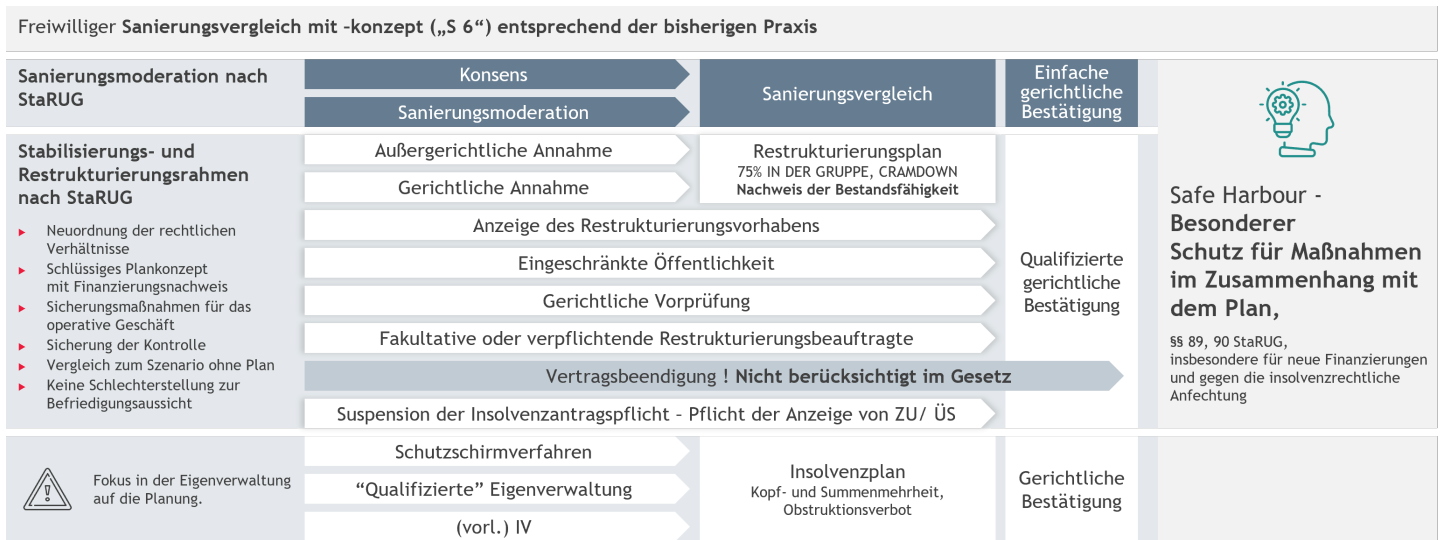 Freiwilliger Sanierungsvergleich mit –konzept („S 6“) entsprechend der bisherigen Praxis
Sanierungsmoderation nach
StaRUG
Konsens
Sanierungsmoderation
Sanierungsvergleich
Einfache
gerichtliche
Bestätigung
Stabilisierungs- und
Restrukturierungsrahmen
nach StaRUG
Neuordnung der rechtlichen
Verhältnisse
Schlüssiges Plankonzept
mit Finanzierungsnachweis
Sicherungsmaßnahmen für das
operative Geschäft
Sicherung der Kontrolle
Vergleich zum Szenario ohne Plan
Keine Schlechterstellung zur
Befriedigungsaussicht
Außergerichtliche Annahme
Gerichtliche Annahme
Restrukturierungsplan
75% IN DER GRUPPE, CRAMDOWN
Nachweis der Bestandsfähigkeit
Anzeige des Restrukturierungsvorhabens
Eingeschränkte Öffentlichkeit
Gerichtliche Vorprüfung
Fakultative oder verpflichtende Restrukturierungsbeauftragte
Vertragsbeendigung ! Nicht berücksichtigt im Gesetz
Suspension der Insolvenzantragspflicht – Pflicht der Anzeige von ZU/ ÜS
Qualifizierte
gerichtliche
Bestätigung
Safe Harbour -
Besonderer
Schutz für Maßnahmen
im Zusammenhang mit
dem Plan,
§§ 89, 90 StaRUG,
insbesondere für neue Finanzierungen
und gegen die insolvenzrechtliche
Anfechtung
Fokus in der Eigenverwaltung
auf die Planung.
Schutzschirmverfahren
“Qualifizierte” Eigenverwaltung
(vorl.) IV
Insolvenzplan
Kopf- und Summenmehrheit,
Obstruktionsverbot
Gerichtliche
Bestätigung